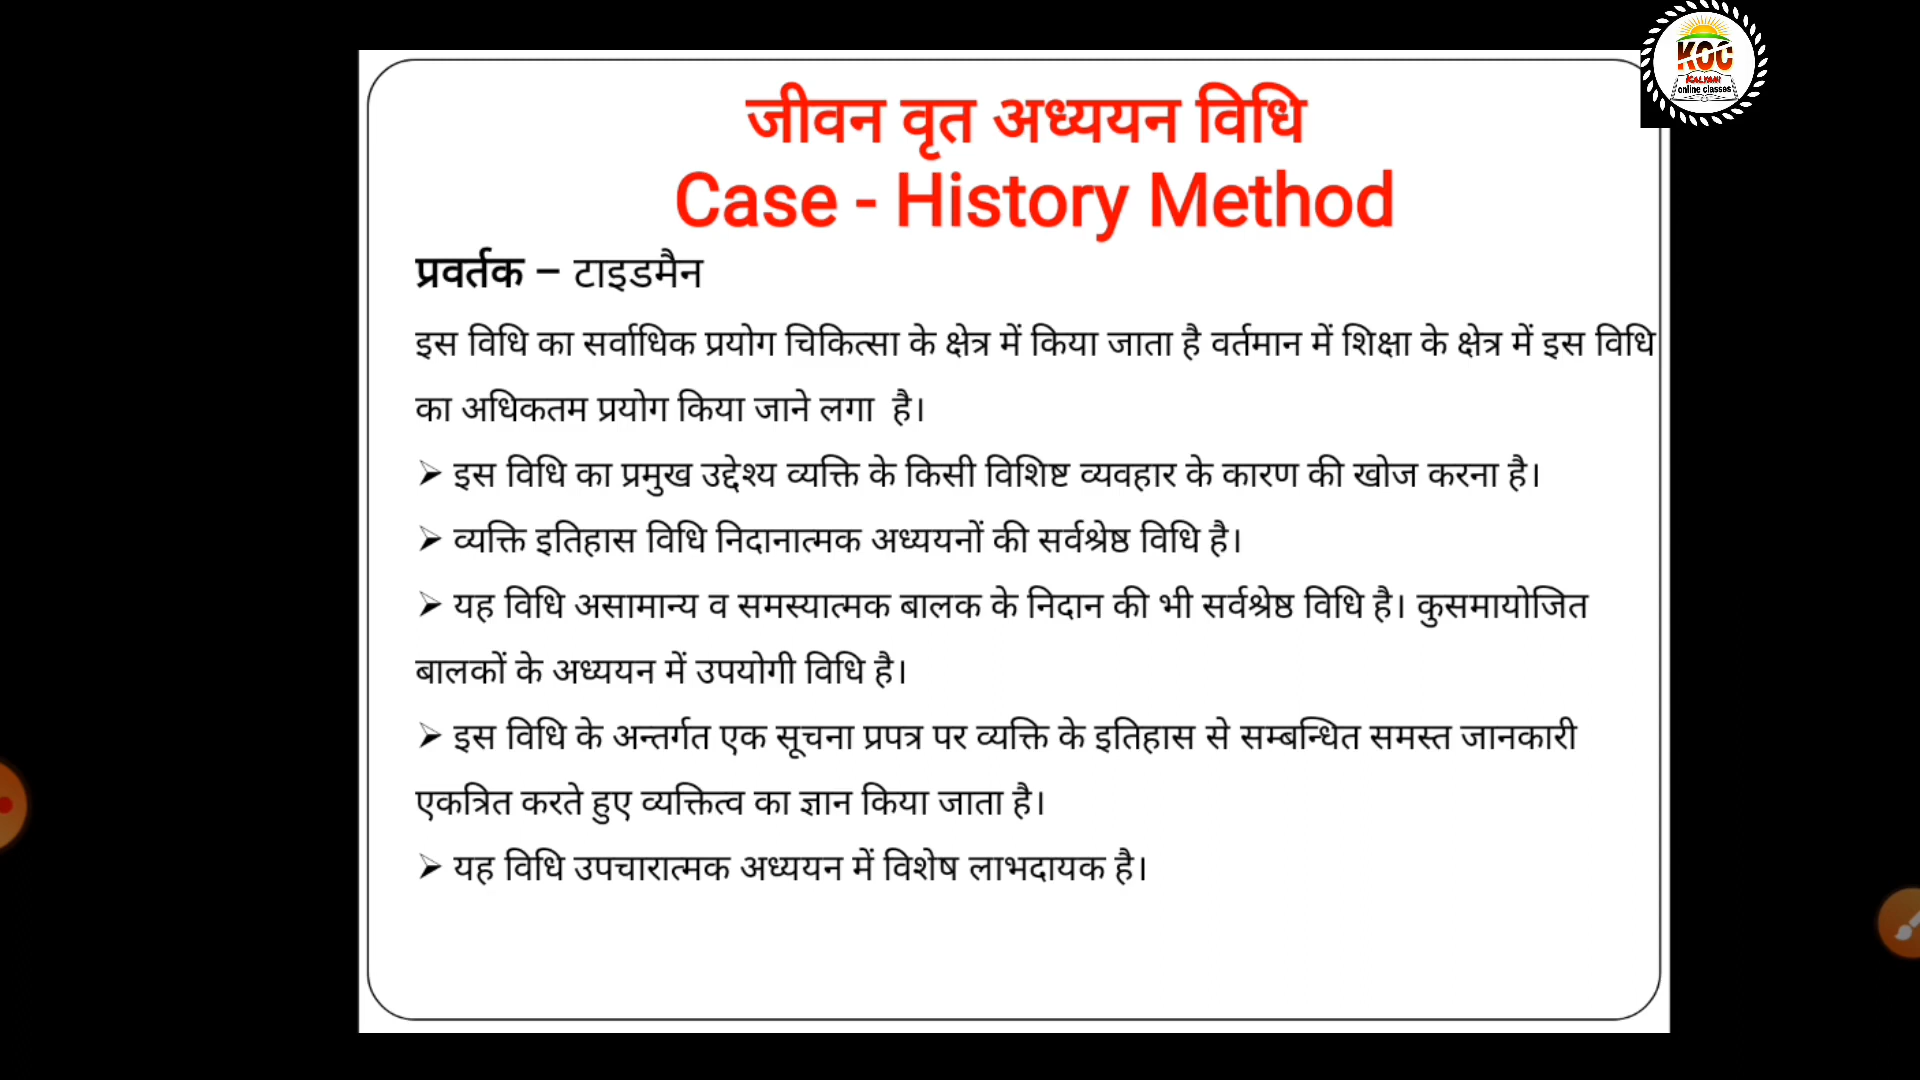 KOC
KALYANI
online classes
जीवन वृत अध्ययन विधि
Case - History Method
प्रवर्तक – टाइडमैन
इस विधि का सर्वाधिक प्रयोग चिकित्सा के क्षेत्र में किया जाता है वर्तमान में शिक्षा के क्षेत्र में इस विधि
का अधिकतम प्रयोग किया जाने लगा है।
➢ इस विधि का प्रमुख उद्देश्य व्यक्ति के किसी विशिष्ट व्यवहार के कारण की खोज करना है।
➢ व्यक्ति इतिहास विधि निदानात्मक अध्ययनों की सर्वश्रेष्ठ विधि है।
➢ यह विधि असामान्य व समस्यात्मक बालक के निदान की भी सर्वश्रेष्ठ विधि है। कुसमायोजित
बालकों के अध्ययन में उपयोगी विधि है।
➢ इस विधि के अन्तर्गत एक सूचना प्रपत्र पर व्यक्ति के इतिहास से सम्बन्धित समस्त जानकारी
एकत्रित करते हुए व्यक्तित्व का ज्ञान किया जाता है।
➢ यह विधि उपचारात्मक अध्ययन में विशेष लाभदायक है।